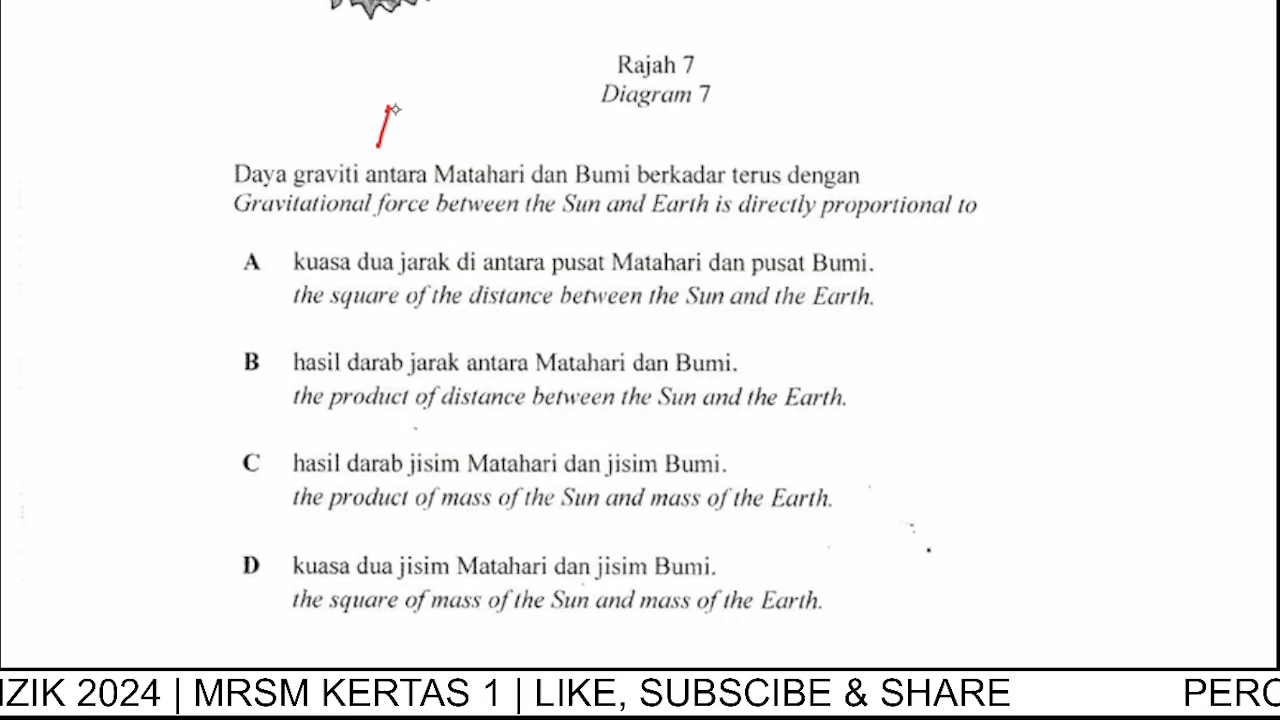 Rajah 7
Diagram 7
Daya graviti antara Matahari dan Bumi berkadar terus dengan
Gravitational force between the Sun and Earth is directly proportional to
A kuasa dua jarak di antara pusat Matahari dan pusat Bumi.
the square of the distance between the Sun and the Earth.
B hasil darab jarak antara Matahari dan Bumi.
the product of distance between the Sun and the Earth.
C hasil darab jisim Matahari dan jisim Bumi.
the product of mass of the Sun and mass of the Earth.
D kuasa dua jisim Matahari dan jisim Bumi.
the square of mass of the Sun and mass of the Earth.
IZIK 2024 | MRSM KERTAS 1 | LIKE, SUBSCIBE & SHARE PERC